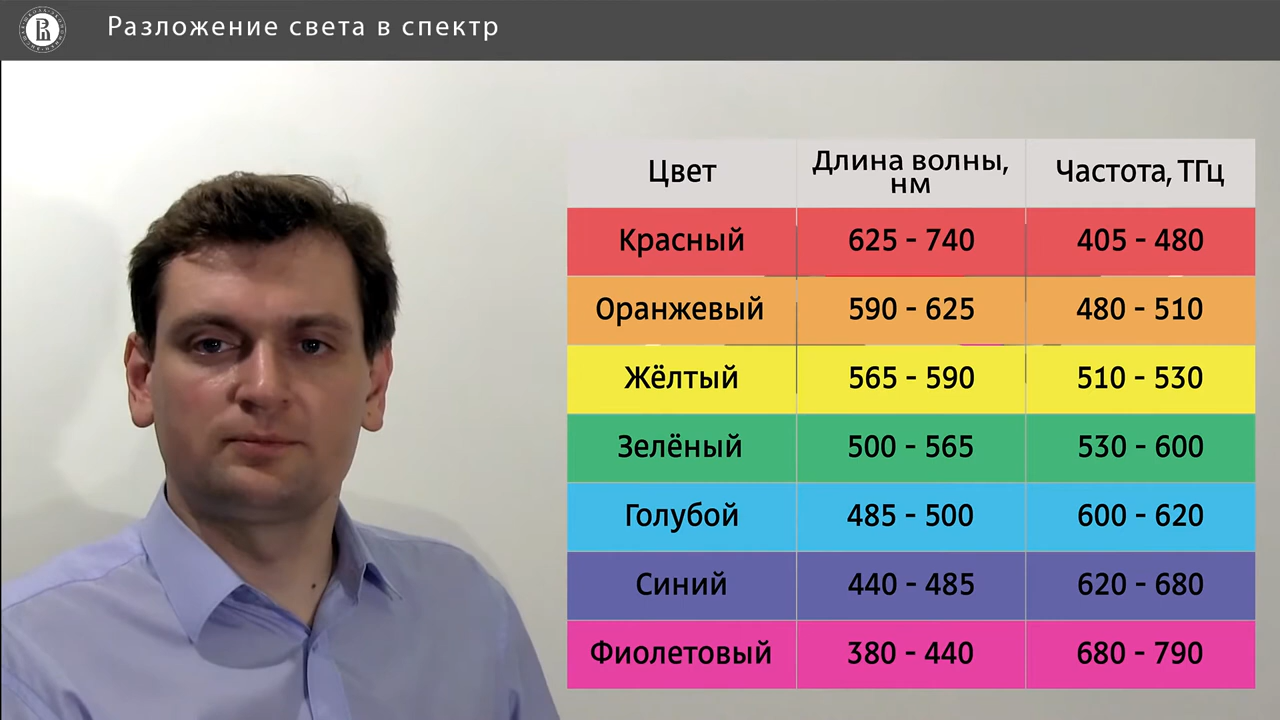 Разложение света в спектр
Цвет
Длина волны,
нм
Частота, ТГц
Красный
625 - 740
405 - 480
Оранжевый
590 - 625
480 - 510
Жёлтый
565 - 590
510 - 530
Зелёный
500 - 565
530 - 600
Голубой
485 - 500
600 - 620
Синий
440 - 485
620 - 680
Фиолетовый
380 - 440
680 - 790